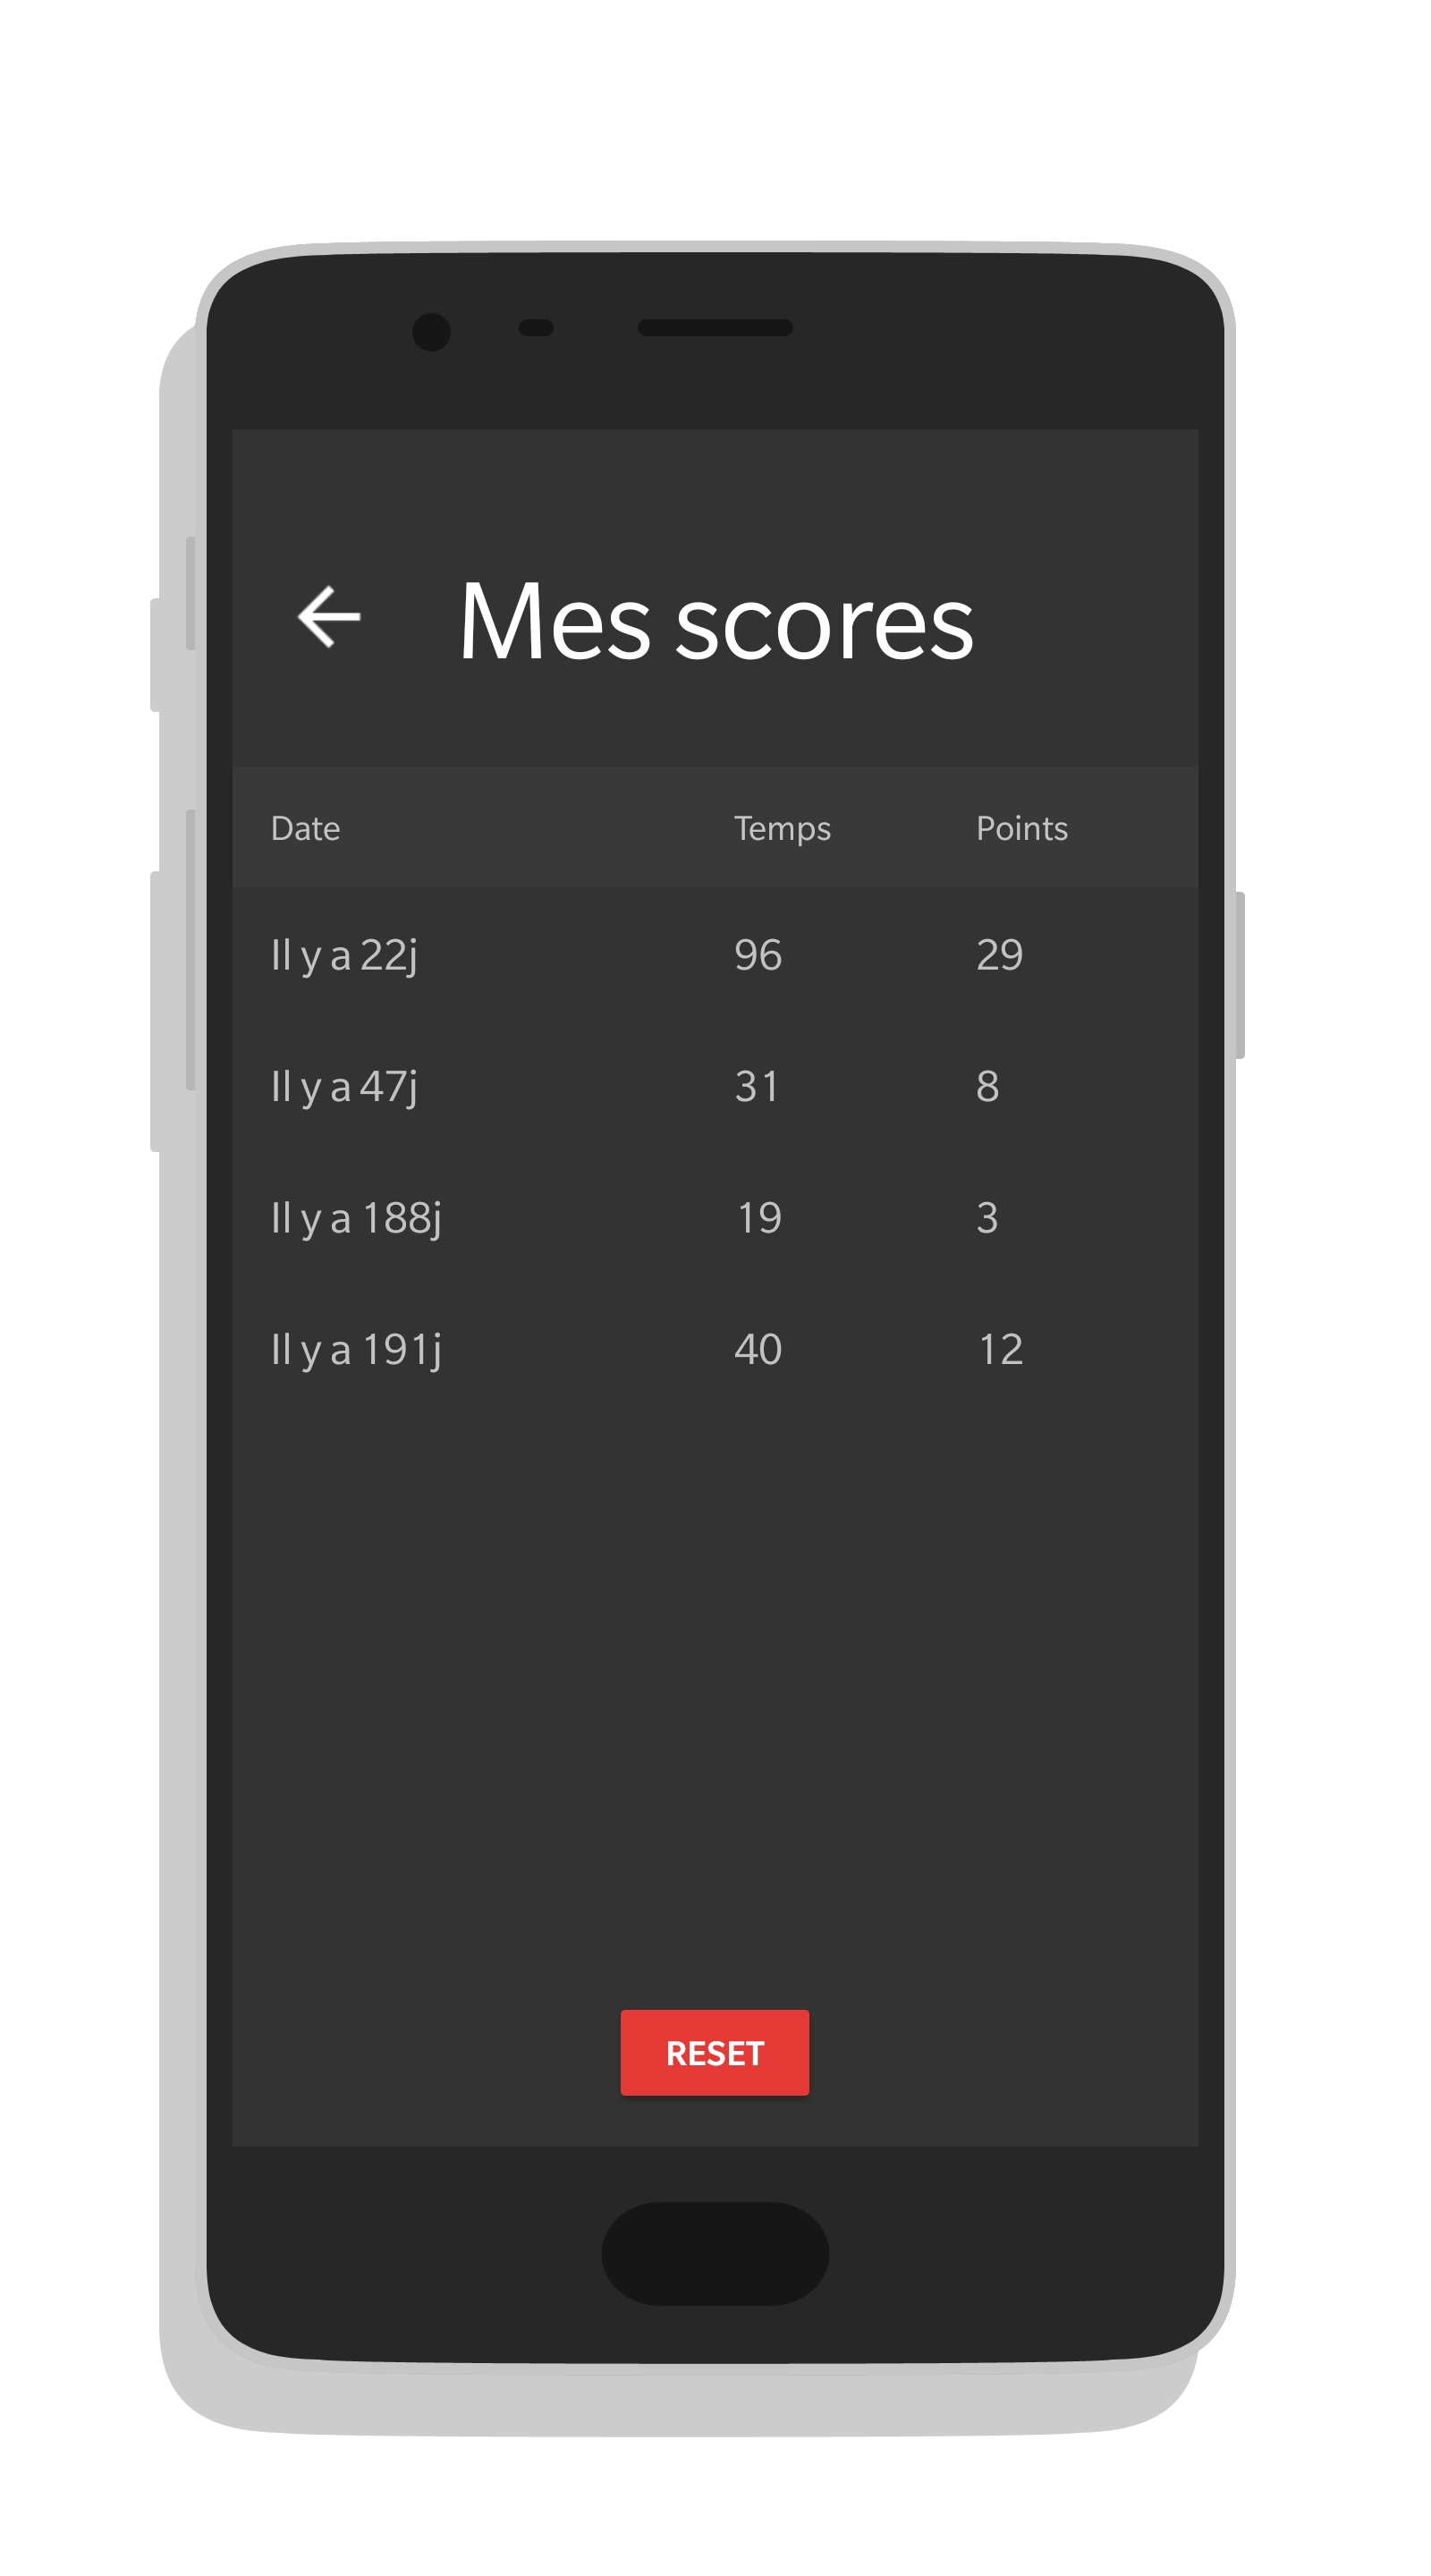 Mes scores
Date Temps Points
Il y a 22j 96 29
Il y a 47j 31 8
Il y a 188j 19 3
Il y a 191j 40 12
RESET